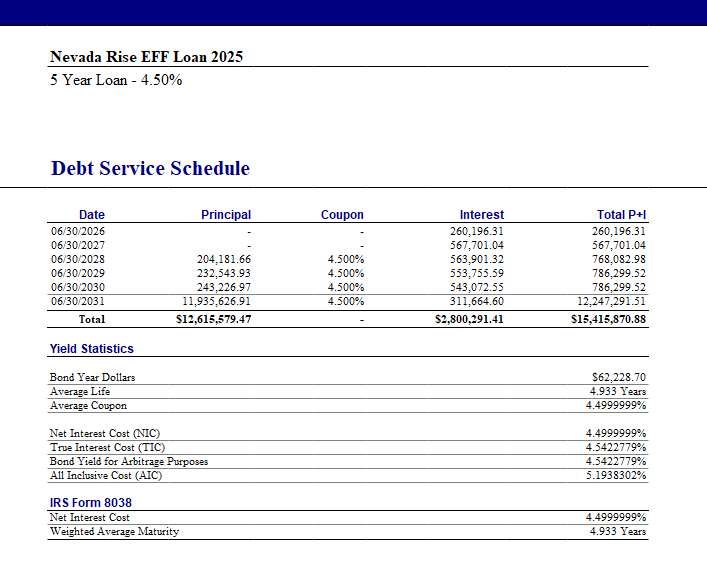 Nevada Rise EFF Loan 2025
5 Year Loan - 4.50%
Debt Service Schedule
Date Principal Coupon Interest Total P+I
06/30/2026 - - 260,196.31 260,196.31
06/30/2027 - - 567,701.04 567,701.04
06/30/2028 204,181.66 4.500% 563,901.32 768,082.98
06/30/2029 232,543.93 4.500% 553,755.59 786,299.52
06/30/2030 243,226.97 4.500% 543,072.55 786,299.52
06/30/2031 11,935,626.91 4.500% 311,664.60 12,247,291.51
Total $12,615,579.47 - $2,800,291.41 $15,415,870.88
Yield Statistics
Bond Year Dollars $62,228.70
Average Life 4.933 Years
Average Coupon 4.4999999%
Net Interest Cost (NIC) 4.4999999%
True Interest Cost (TIC) 4.5422779%
Bond Yield for Arbitrage Purposes 4.5422779%
All Inclusive Cost (AIC) 5.1938302%
IRS Form 8038
Net Interest Cost 4.4999999%
Weighted Average Maturity 4.933 Years